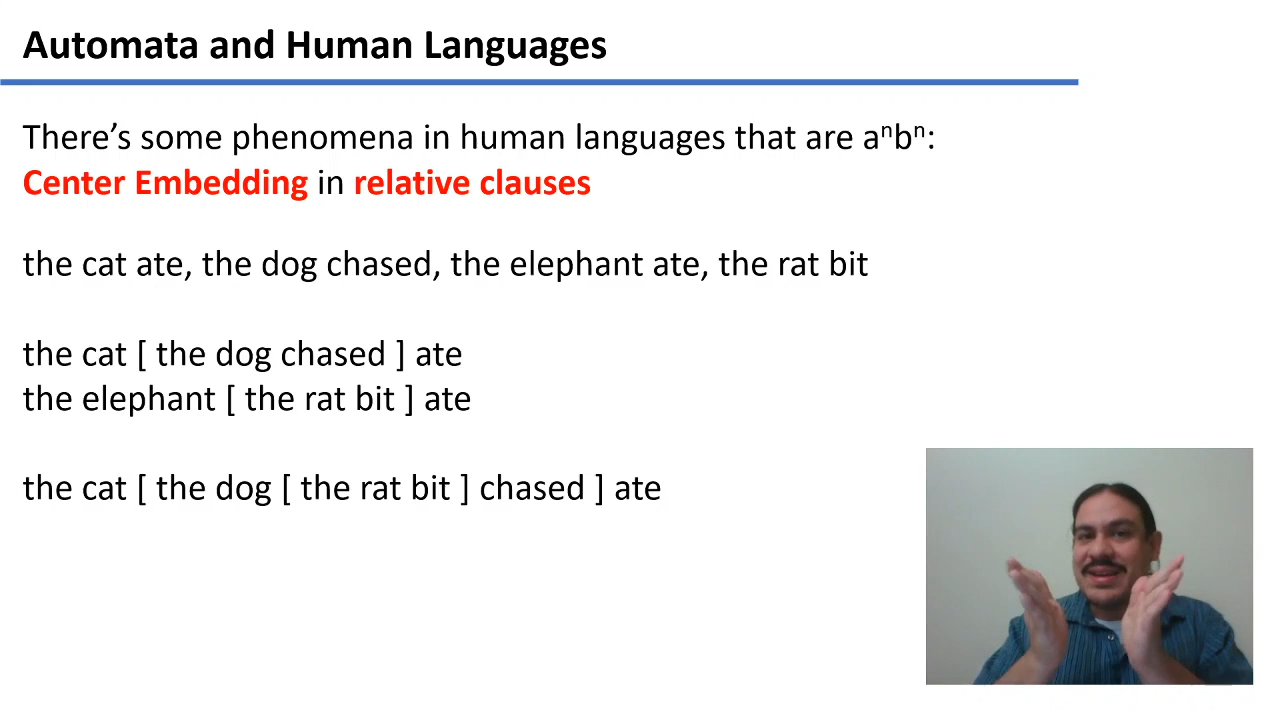 Automata and Human Languages
There’s some phenomena in human languages that are aⁿbⁿ:
Center Embedding in relative clauses
the cat ate, the dog chased, the elephant ate, the rat bit
the cat [ the dog chased ] ate
the elephant [ the rat bit ] ate
the cat [ the dog [ the rat bit ] chased ] ate